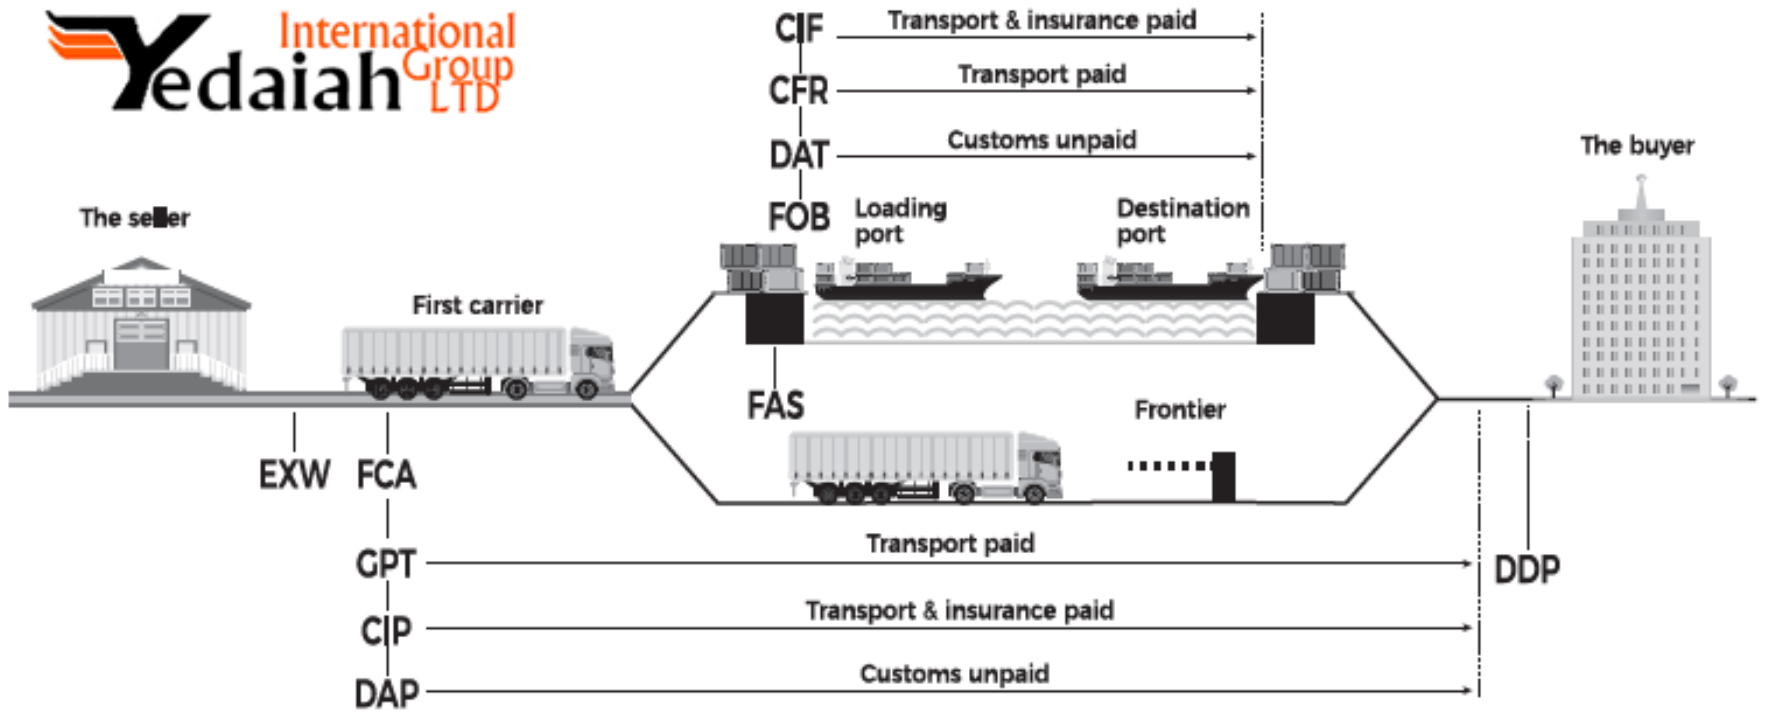 Yedaiah International Group LTD
CIF
Transport & insurance paid
CFR
Transport paid
DAT
Customs unpaid
FOB
Loading
port
Destination
port
The buyer
The seller
First carrier
FAS
Frontier
EXW
FCA
GPT
Transport paid
DDP
CIP
Transport & insurance paid
DAP
Customs unpaid